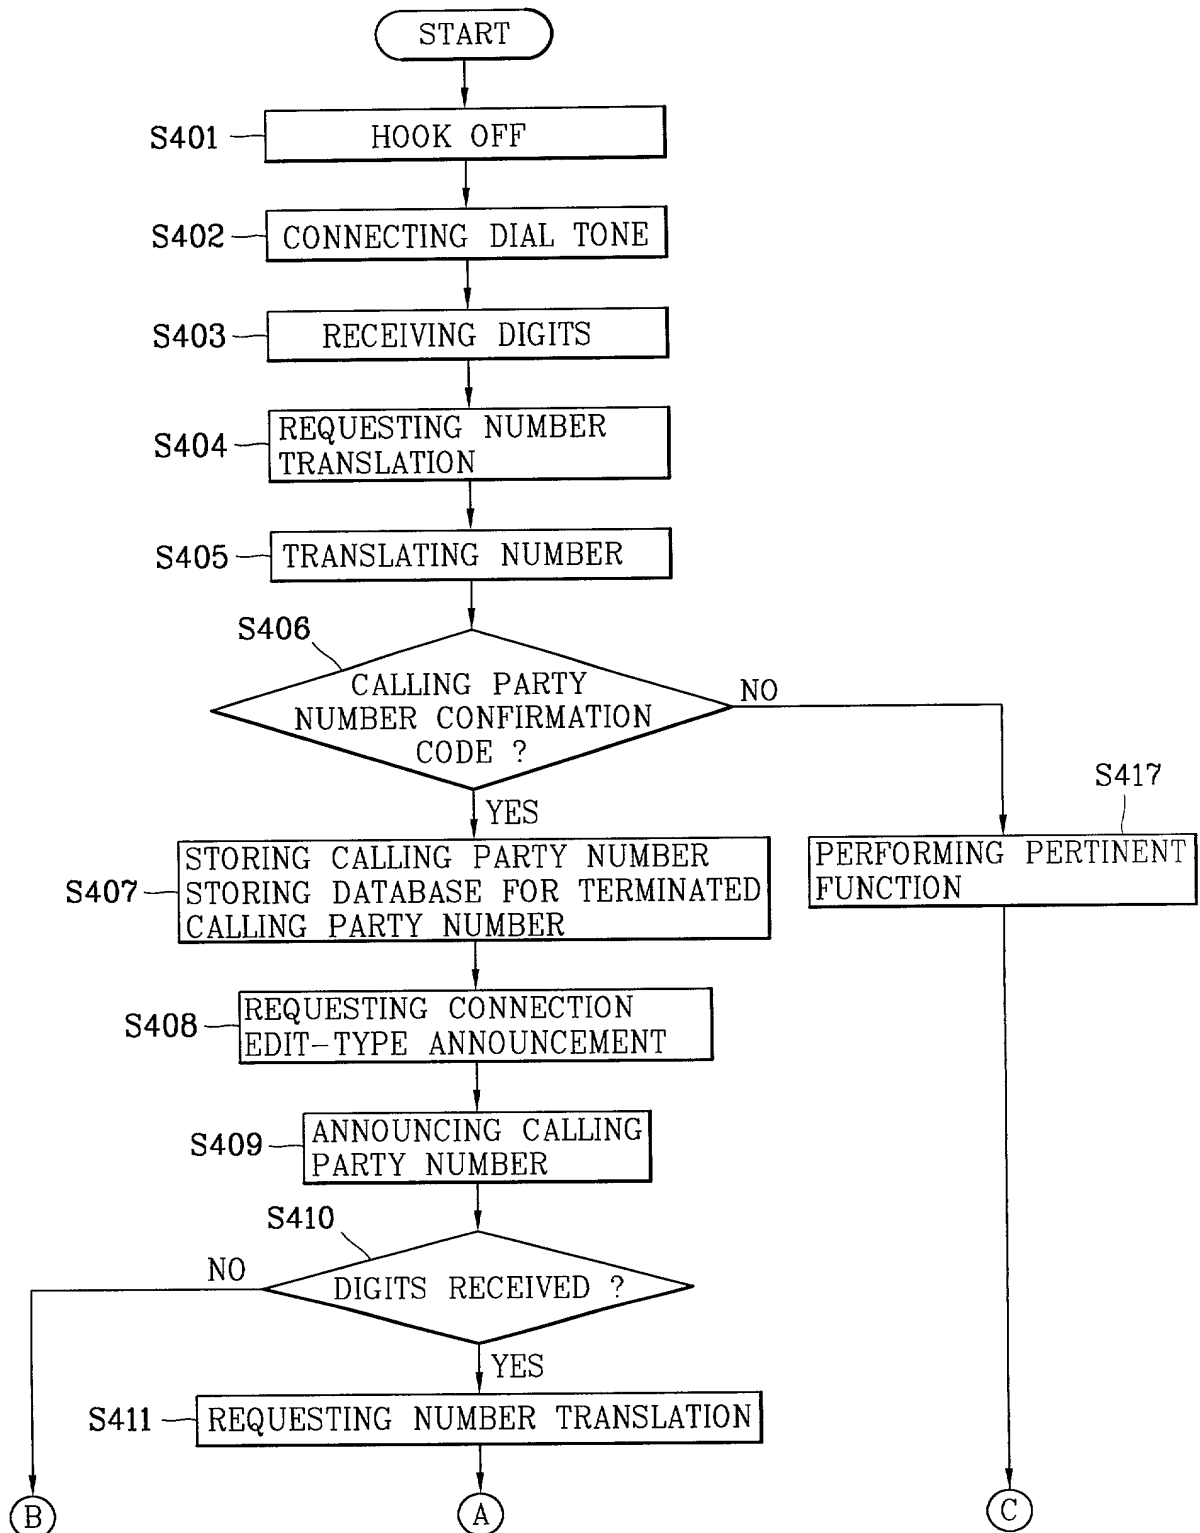 START
S401
HOOK OFF
S402
CONNECTING DIAL TONE
S403
RECEIVING DIGITS
S404
REQUESTING NUMBER
TRANSLATION
S405
TRANSLATING NUMBER
S406
CALLING PARTY
NUMBER CONFIRMATION
CODE ?
NO
YES
S417
PERFORMING PERTINENT
FUNCTION
S407
STORING CALLING PARTY NUMBER
STORING DATABASE FOR TERMINATED
CALLING PARTY NUMBER
S408
REQUESTING CONNECTION
EDIT-TYPE ANNOUNCEMENT
S409
ANNOUNCING CALLING
PARTY NUMBER
S410
NO
DIGITS RECEIVED ?
YES
S411
REQUESTING NUMBER TRANSLATION
B
A
C